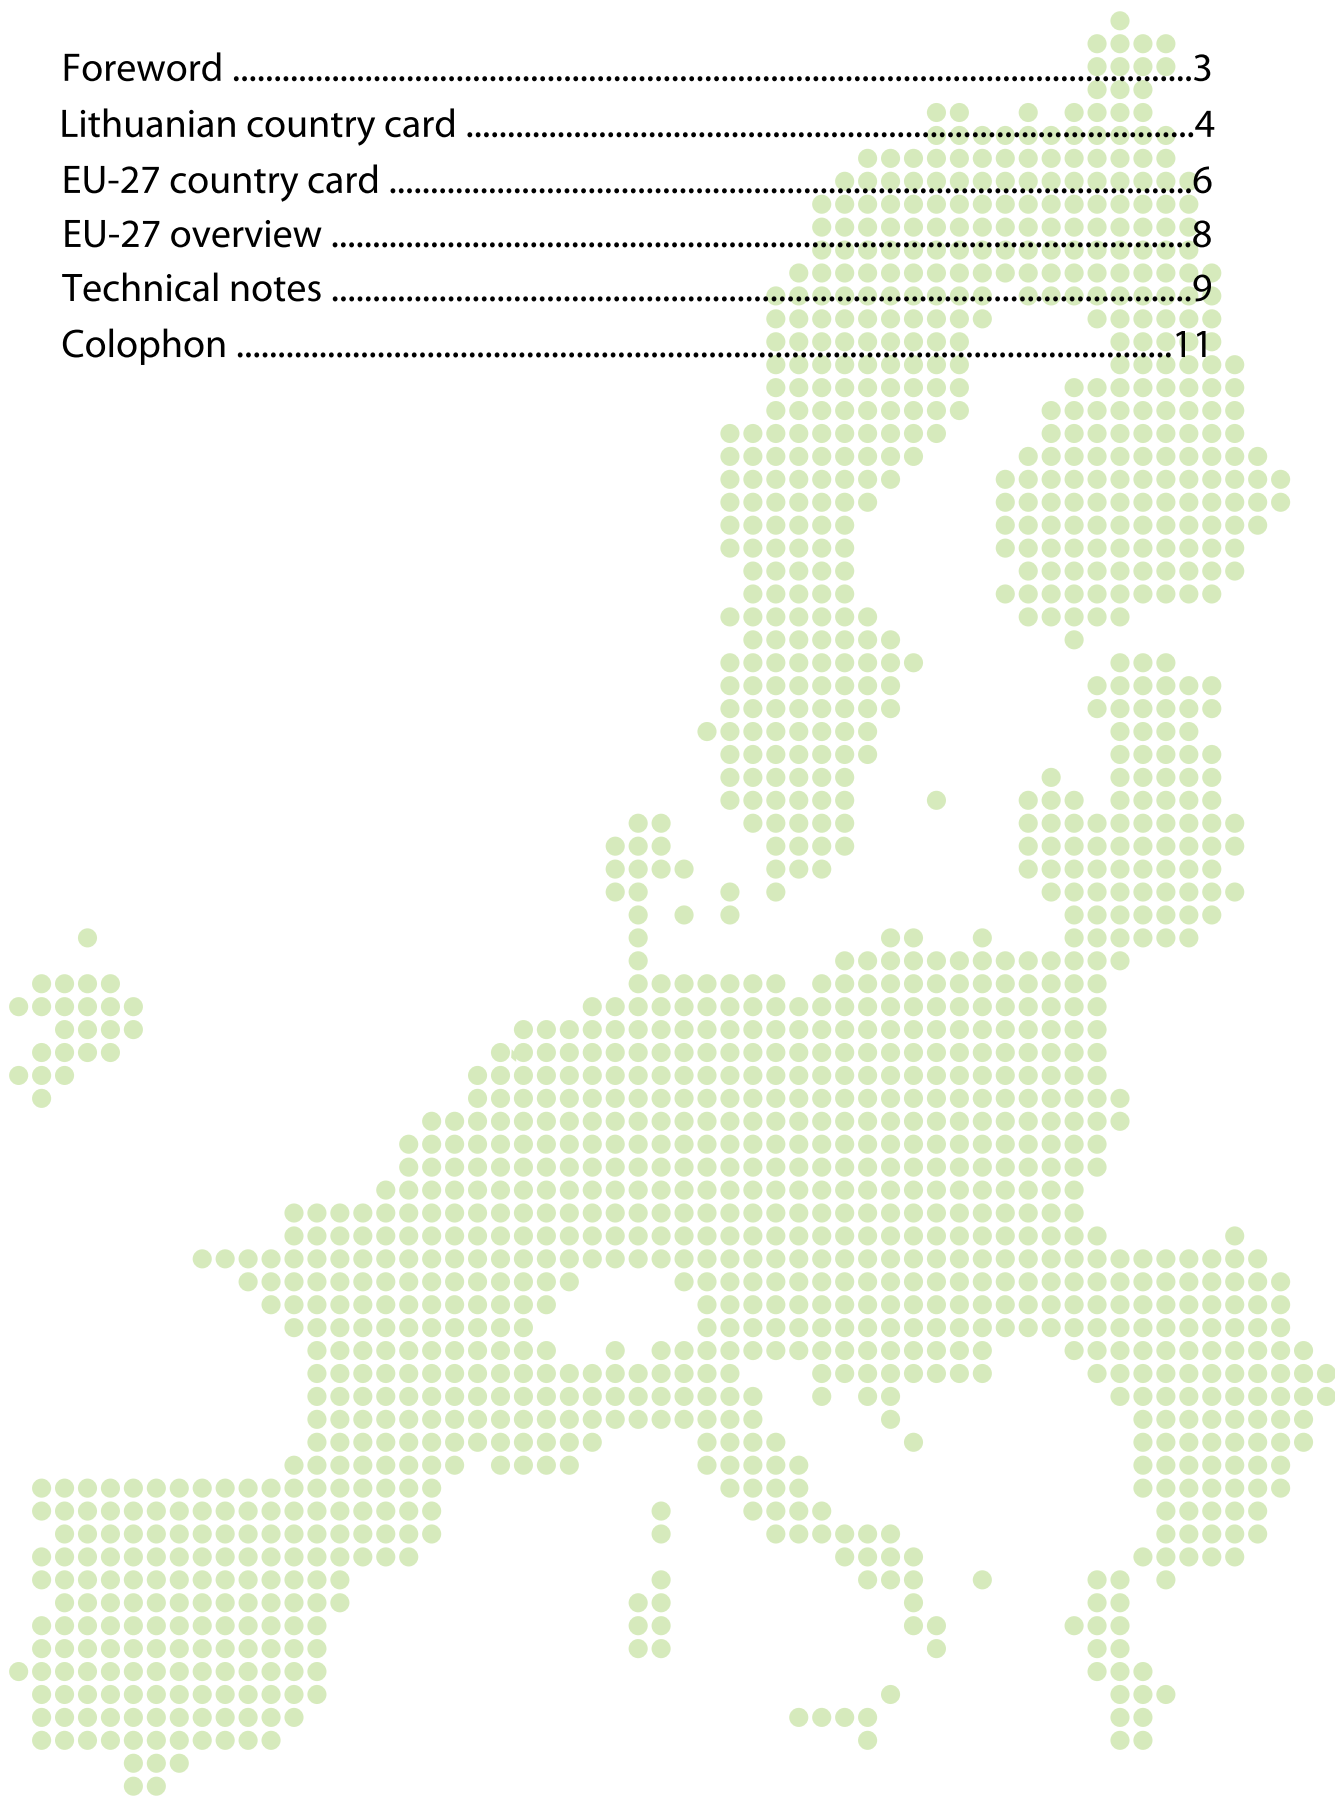 Foreword ........................................................................................................................3
Lithuanian country card ..........................................................................................4
EU-27 country card ...................................................................................................6
EU-27 overview ..........................................................................................................8
Technical notes ..........................................................................................................9
Colophon ...................................................................................................................11